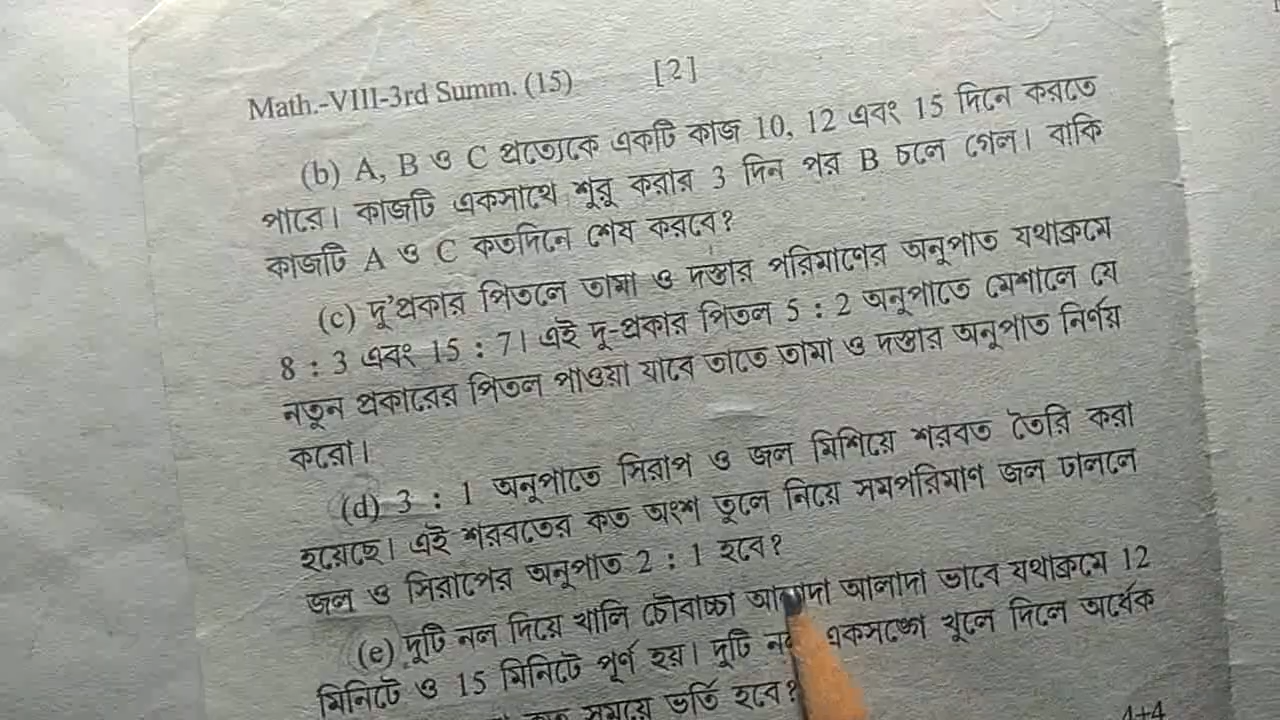 Math.-VIII-3rd Summ. (15) [2]
(b) A, B ও C প্রত্যেকে একটি কাজ 10, 12 এবং 15 দিনে করতে
পারে। কাজটি একসাথে শুরু করার 3 দিন পর B চলে গেল। বাকি
কাজটি A ও C কতদিনে শেষ করবে?
(c) দু'প্রকার পিতলে তামা ও দস্তার পরিমাণের অনুপাত যথাক্রমে
8 : 3 এবং 15 : 7। এই দু-প্রকার পিতল 5 : 2 অনুপাতে মেশালে যে
নতুন প্রকারের পিতল পাওয়া যাবে তাতে তামা ও দস্তার অনুপাত নির্ণয়
করো।
(d) 3 : 1 অনুপাতে সিরাপ ও জল মিশিয়ে শরবত তৈরি করা
হয়েছে। এই শরবতের কত অংশ তুলে নিয়ে সমপরিমাণ জল ঢাললে
জল ও সিরাপের অনুপাত 2 : 1 হবে?
(e) দুটি নল দিয়ে খালি চৌবাচ্চা আলাদা আলাদা ভাবে যথাক্রমে 12
মিনিটে ও 15 মিনিটে পূর্ণ হয়। দুটি একসঙ্গে খুলে দিলে অর্ধেক
সময়ে ভর্তি হবে?
4+4